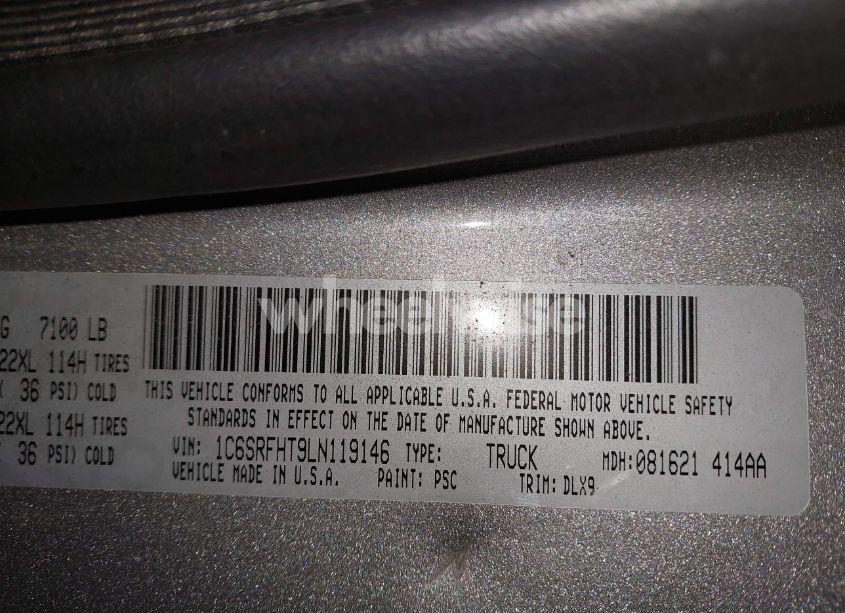 G 7100 LB
22XL 114H TIRES
( 36 PSI) COLD
22XL 114H TIRES
36 PSI) COLD
THIS VEHICLE CONFORMS TO ALL APPLICABLE U.S.A. FEDERAL MOTOR VEHICLE SAFETY
STANDARDS IN EFFECT ON THE DATE OF MANUFACTURE SHOWN ABOVE.
VIN: 1C6SRFHT9LN119146 TYPE: TRUCK MDH:081621 414AA
VEHICLE MADE IN U.S.A. PAINT: PSC TRIM: DLX9